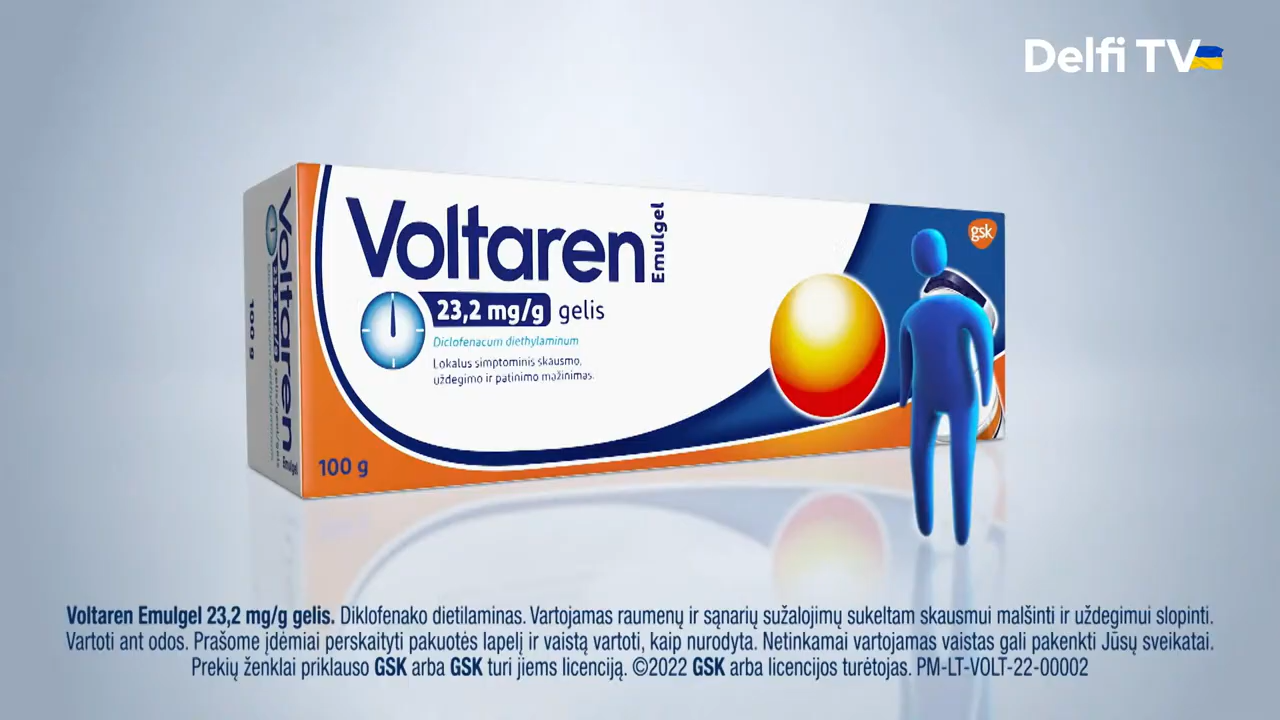 Delfi TV
Voltaren
Emulgel
gsk
23,2 mg/g gelis
Diclofenacum diethylaminum
Lokalus simptominis skausmo,
uždegimo ir patinimo mažinimas.
100 g
Voltaren
Emulgel
23,2 mg/g
100 g
Voltaren Emulgel 23,2 mg/g gelis. Diklofenako dietilaminas. Vartojamas raumenų ir sąnarių sužalojimų sukeltam skausmui malšinti ir uždegimui slopinti.
Vartoti ant odos. Prašome įdėmiai perskaityti pakuotės lapelį ir vaistą vartoti, kaip nurodyta. Netinkamai vartojamas vaistas gali pakenkti Jūsų sveikatai.
Prekių ženklai priklauso GSK arba GSK turi jiems licenciją. ©2022 GSK arba licencijos turėtojas. PM-LT-VOLT-22-00002